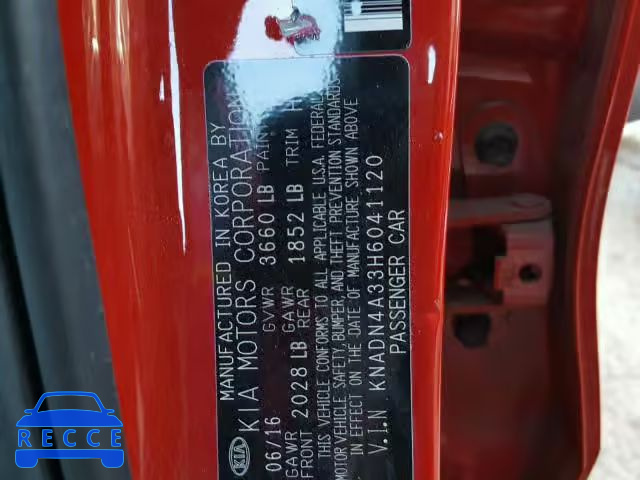 MANUFACTURED IN KOREA BY
KIA KIA MOTORS CORPORATION
06/16 GVWR 3660 LB PAINT
GAWR FRONT 2028 LB GAWR REAR 1852 LB TRIM
THIS VEHICLE CONFORMS TO ALL APPLICABLE U.S.A. FEDERAL
MOTOR VEHICLE SAFETY, BUMPER, AND THEFT PREVENTION STANDARDS
IN EFFECT ON THE DATE OF MANUFACTURE SHOWN ABOVE
V.I.N KNADN4A33H6041120
PASSENGER CAR
RECCE